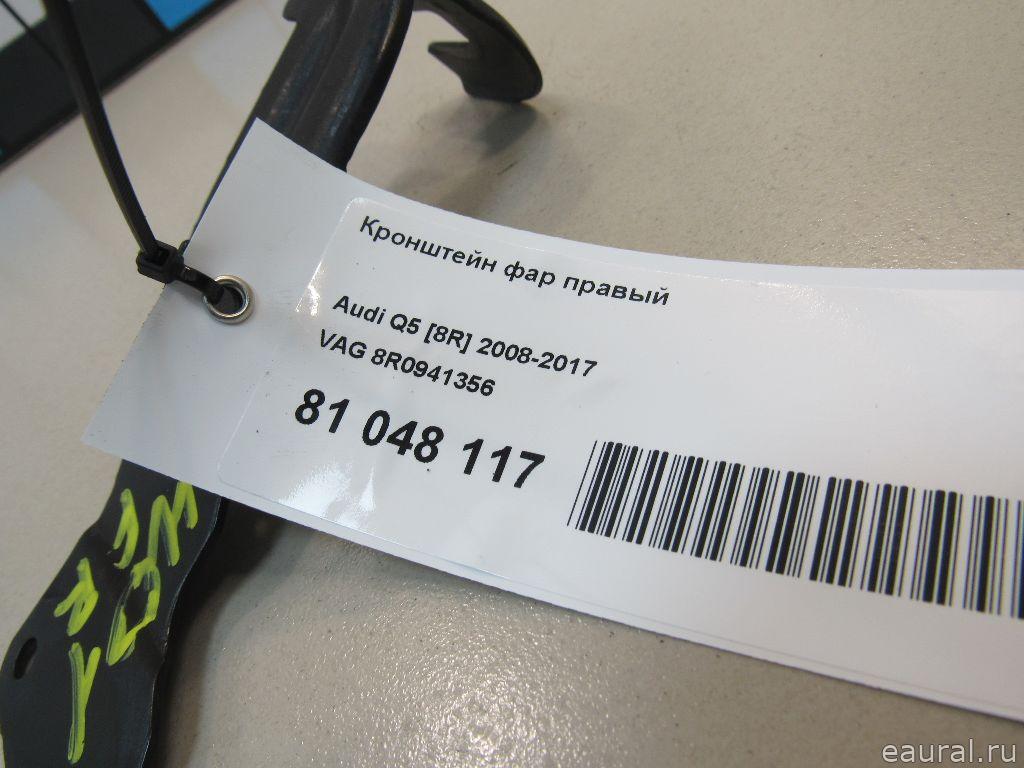 Кронштейн фар правый
Audi Q5 [8R] 2008-2017
VAG 8R0941356
81 048 117
eaural.ru